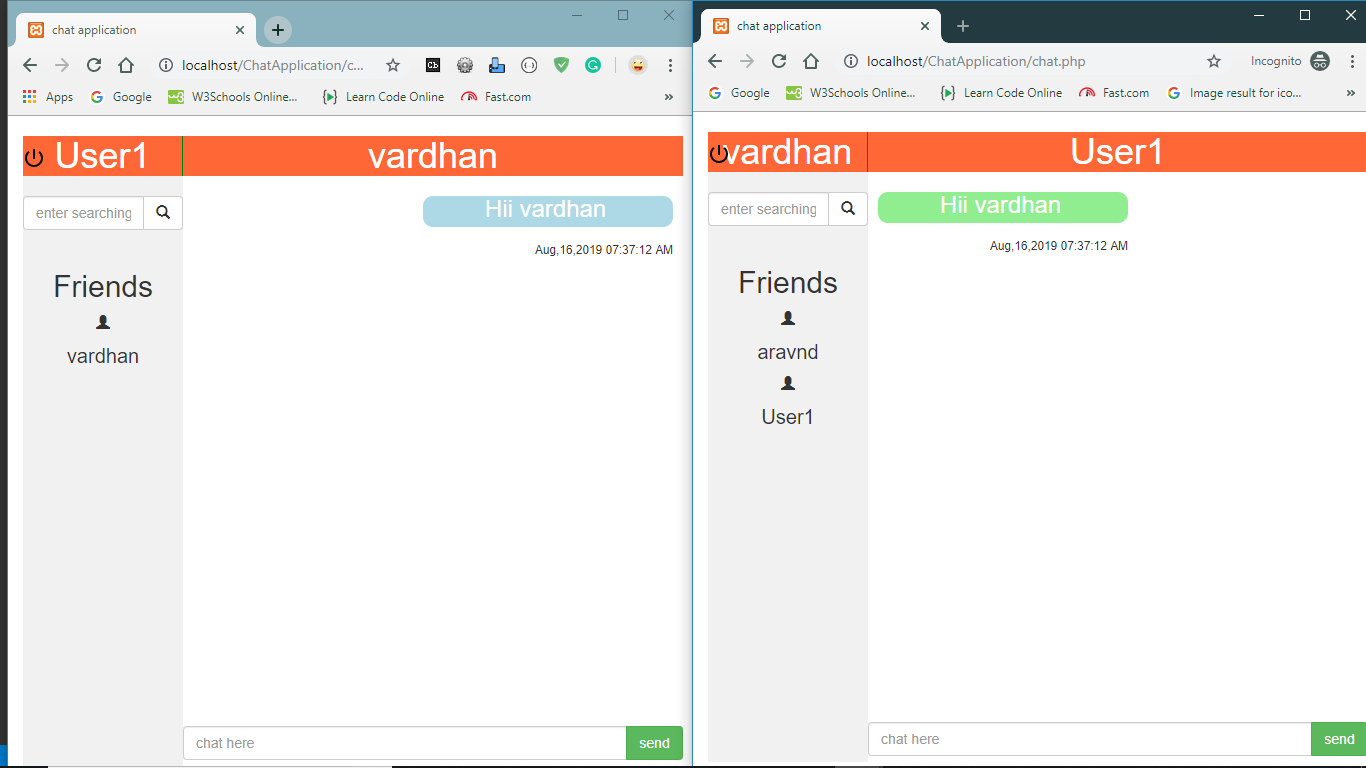 chat application
localhost/ChatApplication/c...
Apps Google W3Schools Online... Learn Code Online Fast.com »
User1 vardhan
enter searching
Hii vardhan
Aug,16,2019 07:37:12 AM
Friends
vardhan
chat here send
chat application
localhost/ChatApplication/chat.php Incognito
Google W3Schools Online... Learn Code Online Fast.com Image result for ico... »
vardhan User1
enter searching
Hii vardhan
Aug,16,2019 07:37:12 AM
Friends
aravnd
User1
chat here send